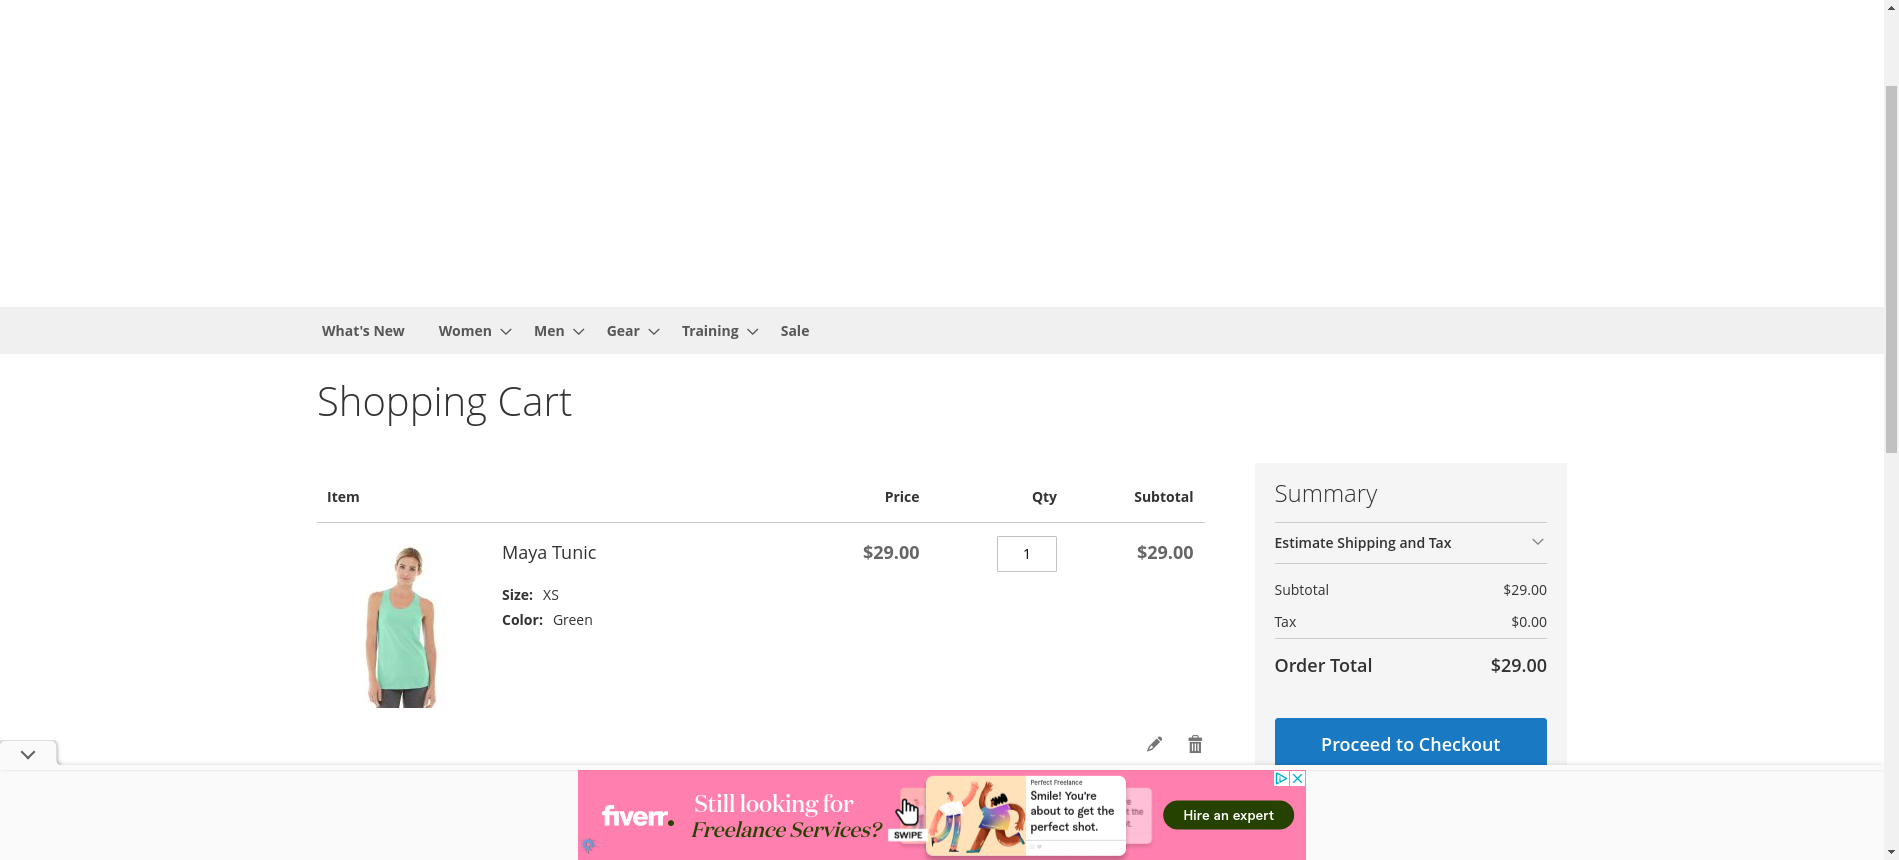 What's New Women Men Gear Training Sale
Shopping Cart
Item Price Qty Subtotal
Maya Tunic $29.00 1 $29.00
Size: XS
Color: Green
Summary
Estimate Shipping and Tax
Subtotal $29.00
Tax $0.00
Order Total $29.00
Proceed to Checkout
fiverr.
Still looking for
Freelance Services?
SWIPE
Perfect Freelance
Smile! You're
about to get the
perfect shot.
Hire an expert